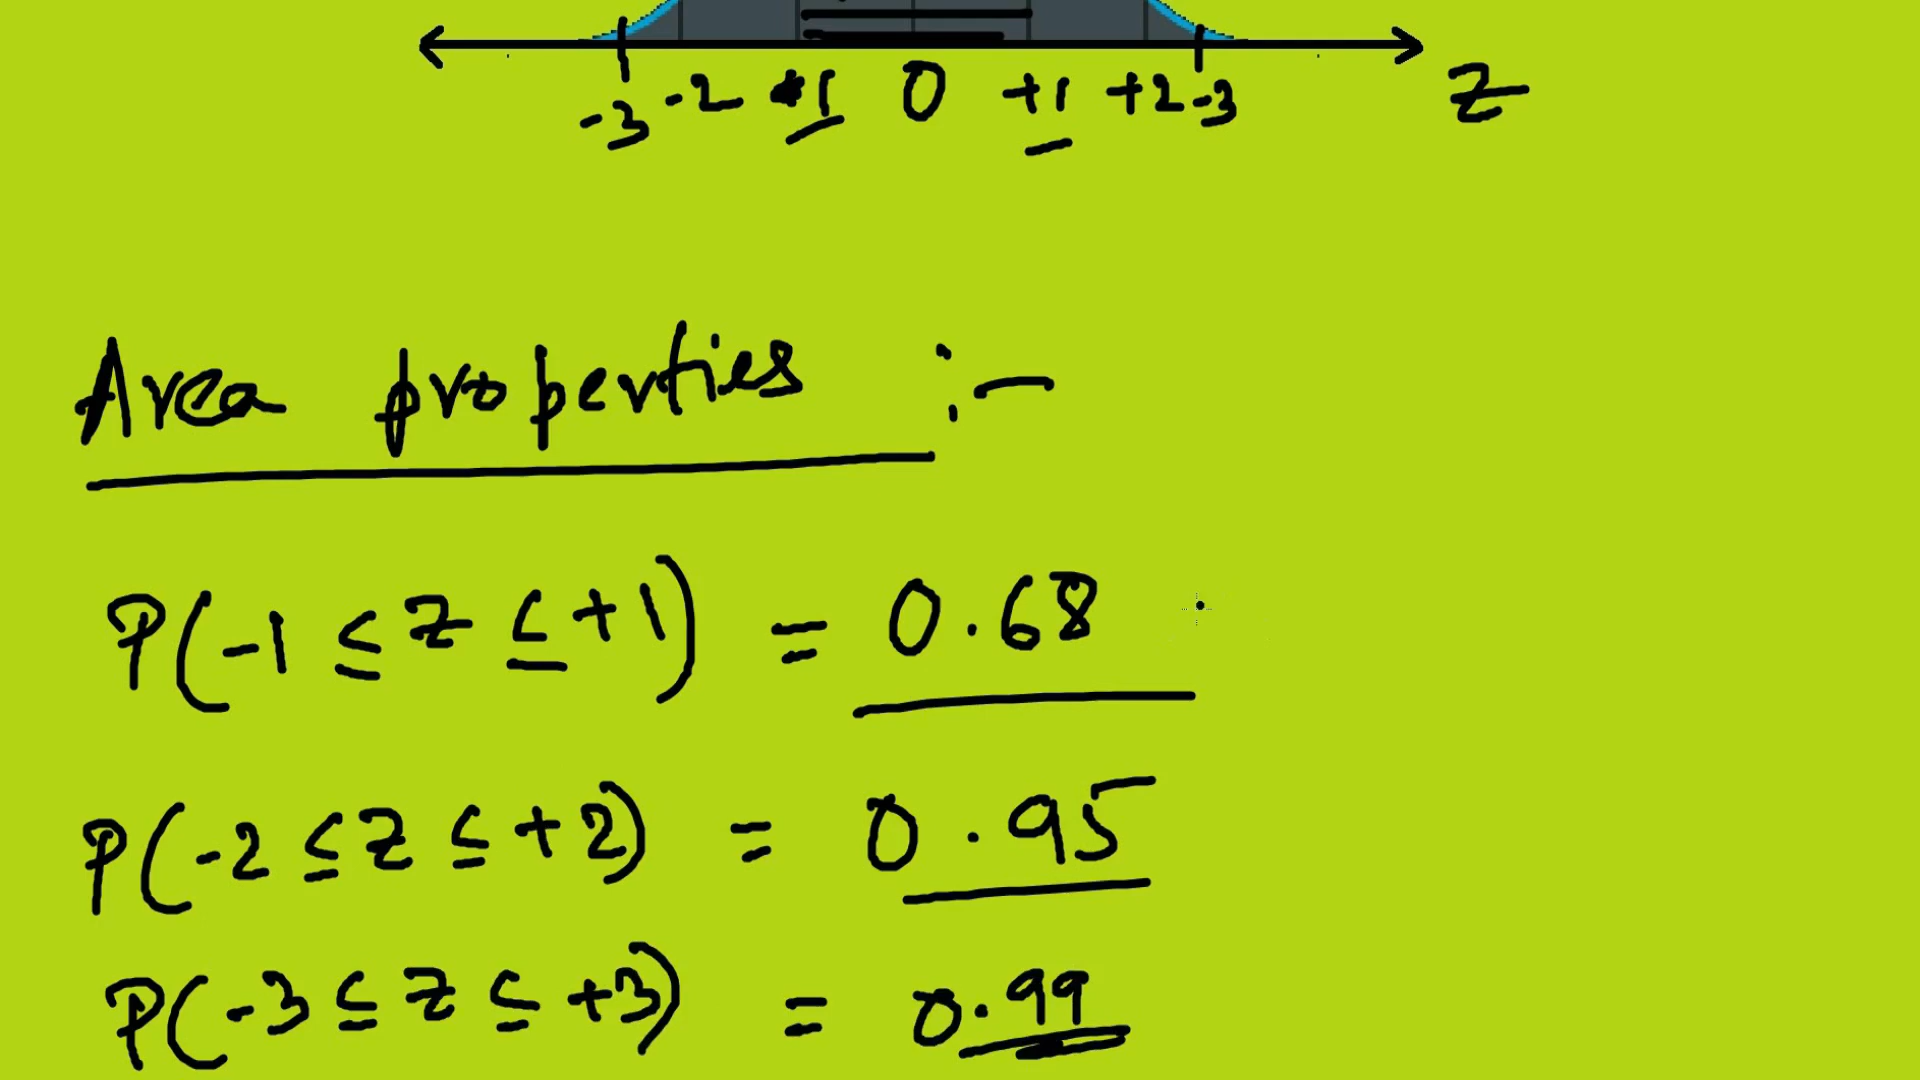 -3 -2 -1 0 +1 +2 -3 Z
Area properties :-
P(-1 ≤ Z ≤ +1) = 0.68
P(-2 ≤ Z ≤ +2) = 0.95
P(-3 ≤ Z ≤ +3) = 0.99